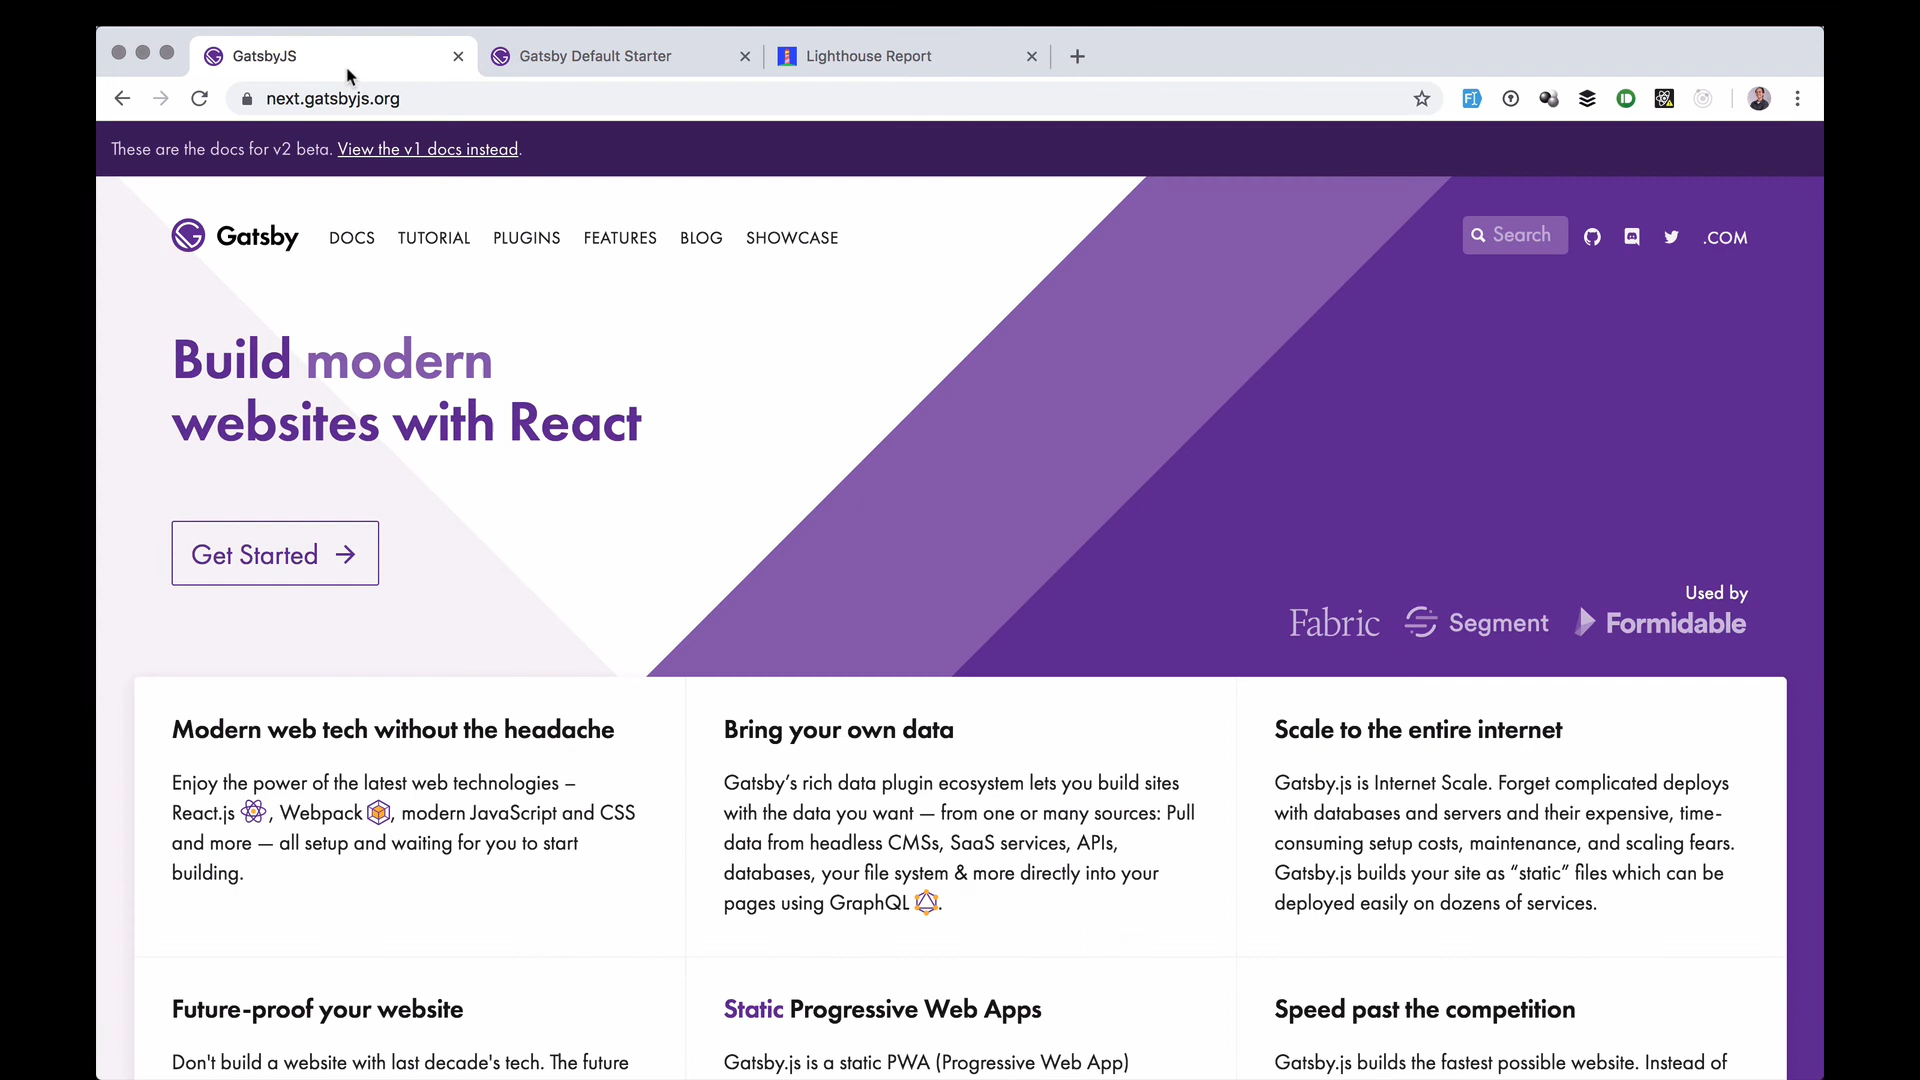 GatsbyJS
Gatsby Default Starter
Lighthouse Report
next.gatsbyjs.org
These are the docs for v2 beta. View the v1 docs instead.
Gatsby DOCS TUTORIAL PLUGINS FEATURES BLOG SHOWCASE
Search
.COM
Build modern
websites with React
Get Started
Used by
Fabric Segment Formidable
Modern web tech without the headache
Enjoy the power of the latest web technologies –
React.js , Webpack , modern JavaScript and CSS
and more — all setup and waiting for you to start
building.
Bring your own data
Gatsby’s rich data plugin ecosystem lets you build sites
with the data you want — from one or many sources: Pull
data from headless CMSs, SaaS services, APIs,
databases, your file system & more directly into your
pages using GraphQL .
Scale to the entire internet
Gatsby.js is Internet Scale. Forget complicated deploys
with databases and servers and their expensive, time-
consuming setup costs, maintenance, and scaling fears.
Gatsby.js builds your site as “static” files which can be
deployed easily on dozens of services.
Future-proof your website
Don't build a website with last decade's tech. The future
Static Progressive Web Apps
Gatsby.js is a static PWA (Progressive Web App)
Speed past the competition
Gatsby.js builds the fastest possible website. Instead of